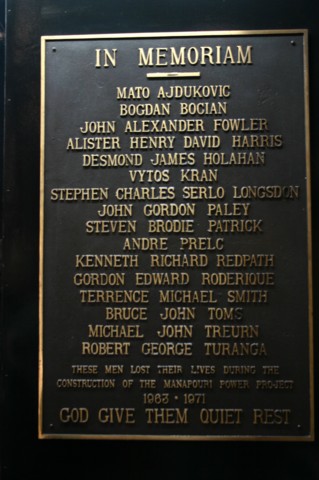 IN MEMORIAM
MATO AJDUKOVIC
BOGDAN BOCIAN
JOHN ALEXANDER FOWLER
ALISTER HENRY DAVID HARRIS
DESMOND JAMES HOLAHAN
VYTOS KRAN
STEPHEN CHARLES SERLO LONGSDON
JOHN GORDON PALEY
STEVEN BRODIE PATRICK
ANDRE PRELC
KENNETH RICHARD REDPATH
GORDON EDWARD RODERIQUE
TERRENCE MICHAEL SMITH
BRUCE JOHN TOMS
MICHAEL JOHN TREURN
ROBERT GEORGE TURANGA
THESE MEN LOST THEIR LIVES DURING THE
CONSTRUCTION OF THE MANAPOURI POWER PROJECT
1963 · 1971
GOD GIVE THEM QUIET REST